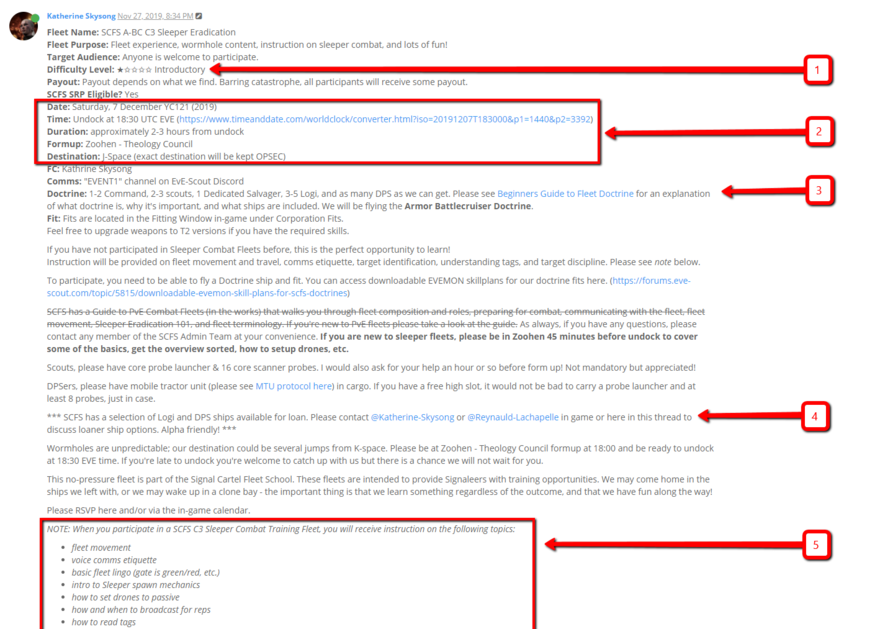 Katherine Skysong Nov 27, 2019, 8:34 PM
Fleet Name: SCFS A-BC C3 Sleeper Eradication
Fleet Purpose: Fleet experience, wormhole content, instruction on sleeper combat, and lots of fun!
Target Audience: Anyone is welcome to participate.
Difficulty Level: ★☆☆☆☆ Introductory
1
Payout: Payout depends on what we find. Barring catastrophe, all participants will receive some payout.
SCFS SRP Eligible? Yes
Date: Saturday, 7 December YC121 (2019)
Time: Undock at 18:30 UTC EVE (https://www.timeanddate.com/worldclock/converter.html?iso=20191207T183000&p1=1440&p2=3392)
2
Duration: approximately 2-3 hours from undock
Formup: Zoohen - Theology Council
Destination: J-Space (exact destination will be kept OPSEC)
FC: Kathrine Skysong
Comms: "EVENT1" channel on EvE-Scout Discord
Doctrine: 1-2 Command, 2-3 scouts, 1 Dedicated Salvager, 3-5 Logi, and as many DPS as we can get. Please see Beginners Guide to Fleet Doctrine for an explanation
3
of what doctrine is, why it's important, and what ships are included. We will be flying the Armor Battlecruiser Doctrine.
Fit: Fits are located in the Fitting Window in-game under Corporation Fits.
Feel free to upgrade weapons to T2 versions if you have the required skills.
If you have not participated in Sleeper Combat Fleets before, this is the perfect opportunity to learn!
Instruction will be provided on fleet movement and travel, comms etiquette, target identification, understanding tags, and target discipline. Please see note below.
To participate, you need to be able to fly a Doctrine ship and fit. You can access downloadable EVEMON skillplans for our doctrine fits here. (https://forums.eve-
scout.com/topic/5815/downloadable-evemon-skill-plans-for-scfs-doctrines)
SCFS has a Guide to PvE Combat Fleets (in the works) that walks you through fleet composition and roles, preparing for combat, communicating with the fleet, fleet
movement, Sleeper Eradication 101, and fleet terminology. If you're new to PvE fleets please take a look at the guide. As always, if you have any questions, please
contact any member of the SCFS Admin Team at your convenience. If you are new to sleeper fleets, please be in Zoohen 45 minutes before undock to cover
some of the basics, get the overview sorted, how to setup drones, etc.
Scouts, please have core probe launcher & 16 core scanner probes. I would also ask for your help an hour or so before form up! Not mandatory but appreciated!
DPSers, please have mobile tractor unit (please see MTU protocol here) in cargo. If you have a free high slot, it would not be bad to carry a probe launcher and at
least 8 probes, just in case.
*** SCFS has a selection of Logi and DPS ships available for loan. Please contact @Katherine-Skysong or @Reynauld-Lachapelle in game or here in this thread to
4
discuss loaner ship options. Alpha friendly! ***
Wormholes are unpredictable; our destination could be several jumps from K-space. Please be at Zoohen - Theology Council formup at 18:00 and be ready to undock
at 18:30 EVE time. If you're late to undock you're welcome to catch up with us but there is a chance we will not wait for you.
This no-pressure fleet is part of the Signal Cartel Fleet School. These fleets are intended to provide Signaleers with training opportunities. We may come home in the
ships we left with, or we may wake up in a clone bay - the important thing is that we learn something regardless of the outcome, and that we have fun along the way!
Please RSVP here and/or via the in-game calendar.
NOTE: When you participate in a SCFS C3 Sleeper Combat Training Fleet, you will receive instruction on the following topics:
5
• fleet movement
• voice comms etiquette
• basic fleet lingo (gate is green/red, etc.)
• intro to Sleeper spawn mechanics
• how to set drones to passive
• how and when to broadcast for reps
• how to read tags